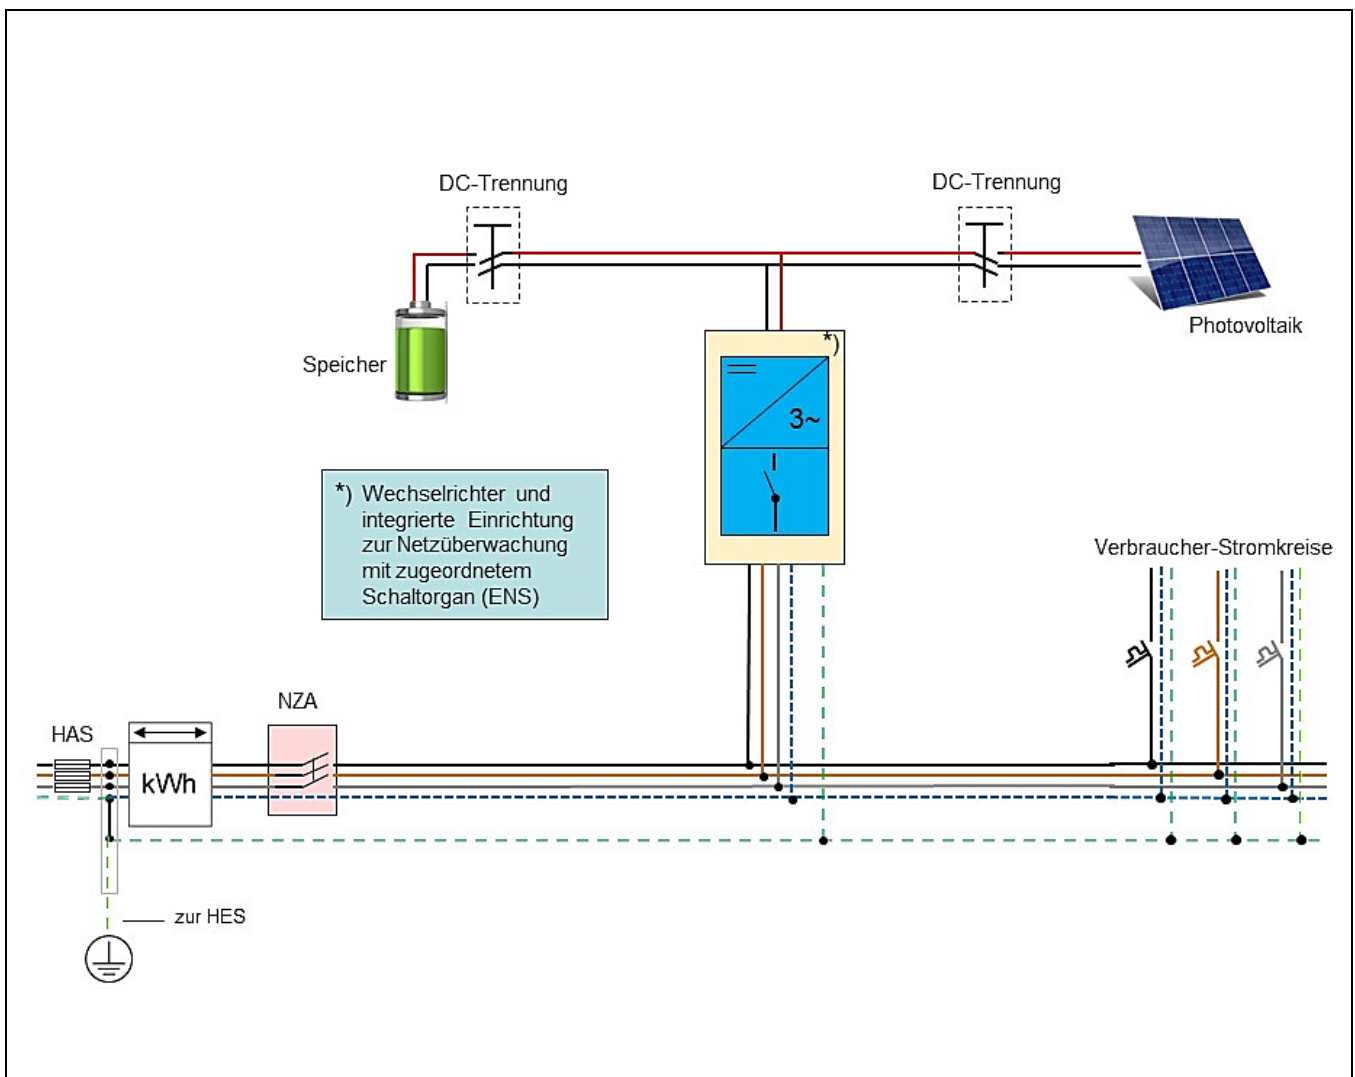 DC-Trennung
DC-Trennung
Photovoltaik
Speicher
*)
3~
*) Wechselrichter und
integrierte Einrichtung
zur Netzüberwachung
mit zugeordnetem
Schaltorgan (ENS)
Verbraucher-Stromkreise
NZA
HAS
kWh
zur HES